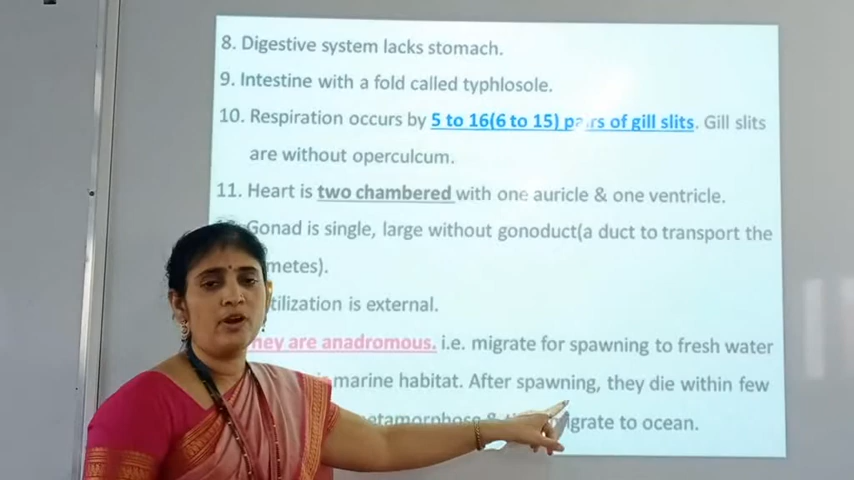 8. Digestive system lacks stomach.
9. Intestine with a fold called typhlosole.
10. Respiration occurs by 5 to 16(6 to 15) pairs of gill slits. Gill slits
are without operculcum.
11. Heart is two chambered with one auricle & one ventricle.
Gonad is single, large without gonoduct(a duct to transport the
metes).
tilization is external.
hey are anadromous. i.e. migrate for spawning to fresh water
marine habitat. After spawning, they die within few
etamorphose & migrate to ocean.